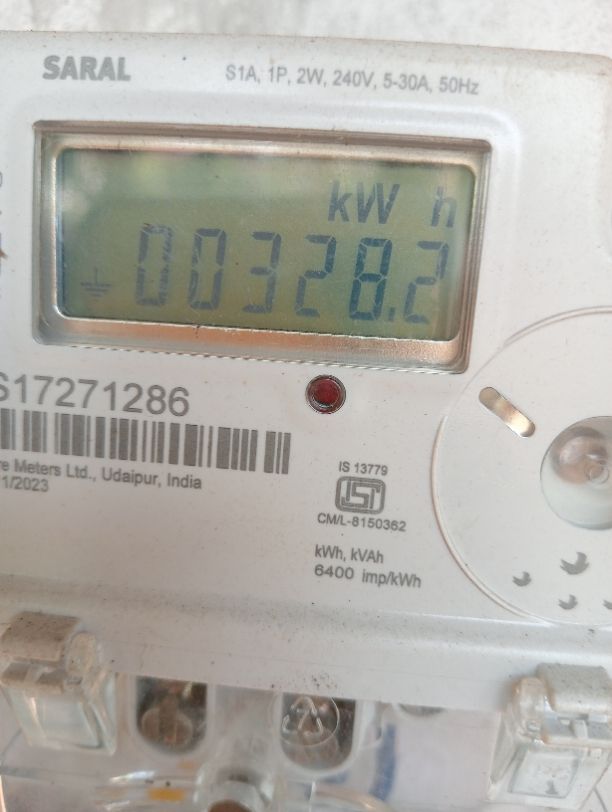 SARAL
S1A, 1P, 2W, 240V, 5-30A, 50Hz
kW h
00328.2
S17271286
re Meters Ltd., Udaipur, India
1/2023
IS 13779
ISI
CM/L-8150362
kWh, kVAh
6400 imp/kWh